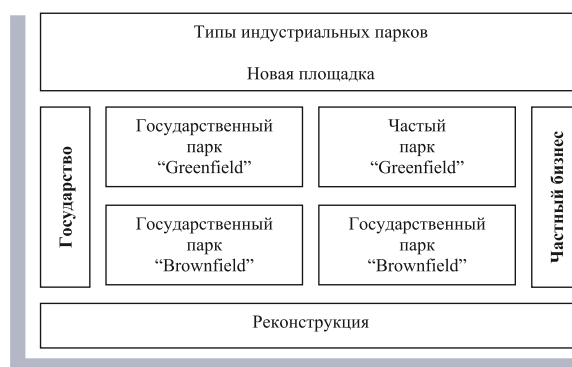 Типы индустриальных парков
Новая площадка
Государство
Государственный
парк
“Greenfield”
Частый
парк
“Greenfield”
Частный бизнес
Государственный
парк
“Brownfield”
Государственный
парк
“Brownfield”
Реконструкция